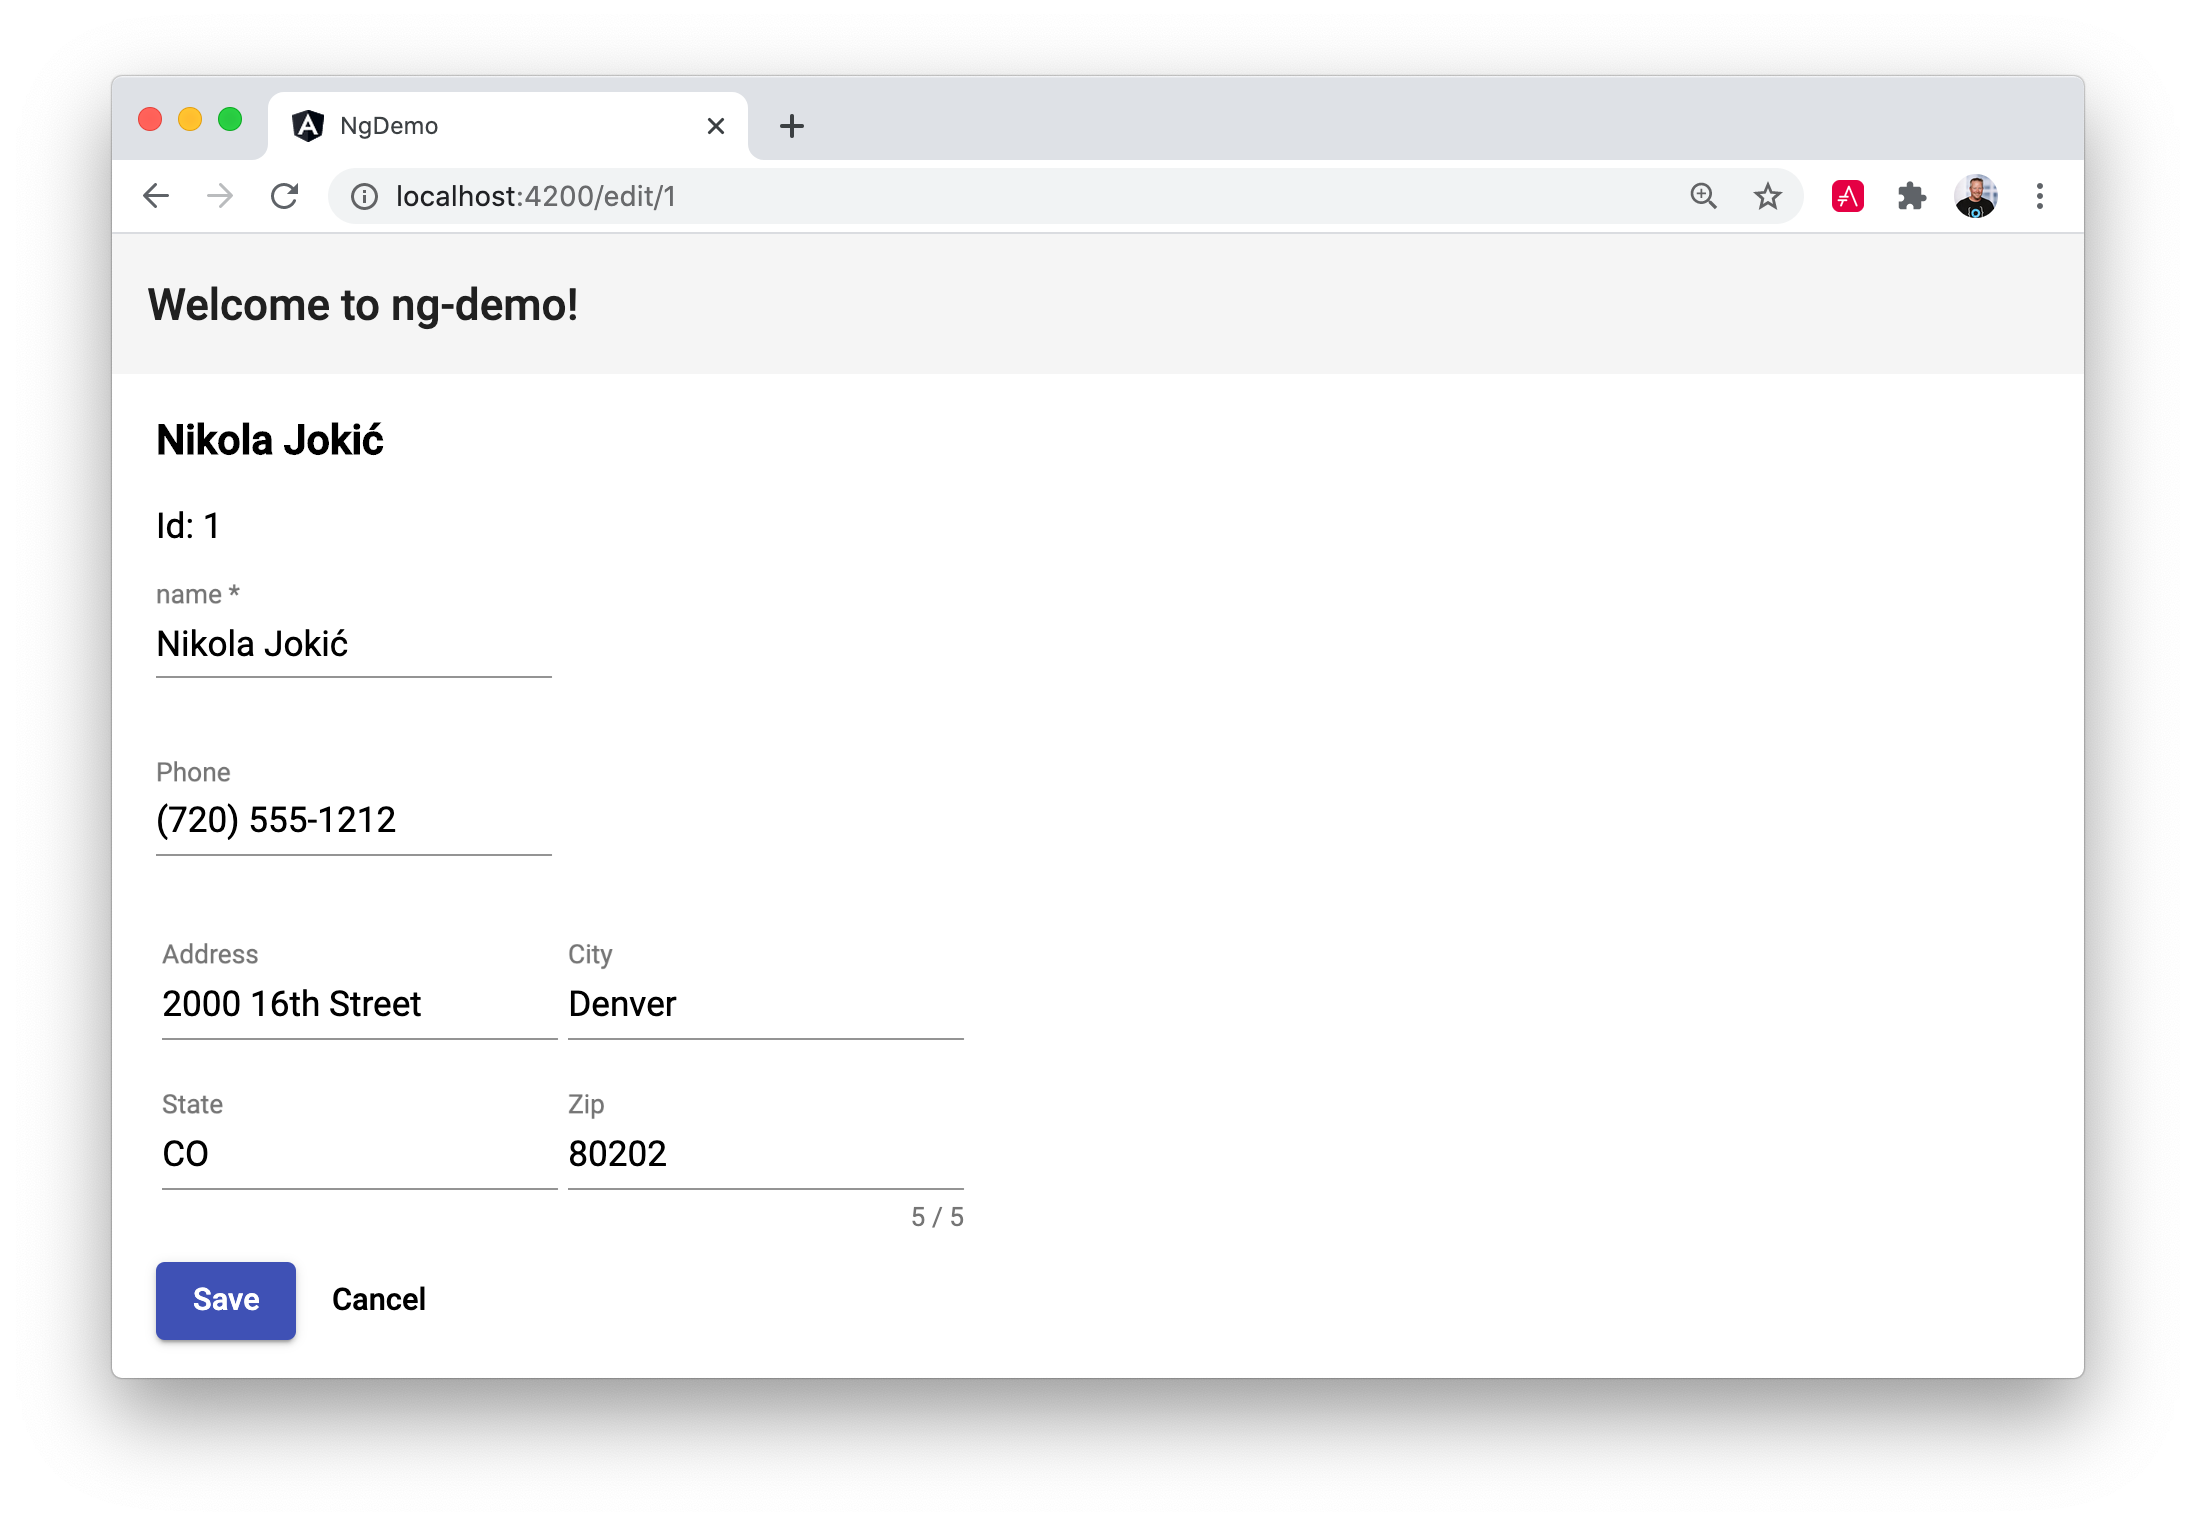 NgDemo
localhost:4200/edit/1
Welcome to ng-demo!
Nikola Jokić
Id: 1
name *
Nikola Jokić
Phone
(720) 555-1212
Address City
2000 16th Street Denver
State Zip
CO 80202
5 / 5
Save Cancel